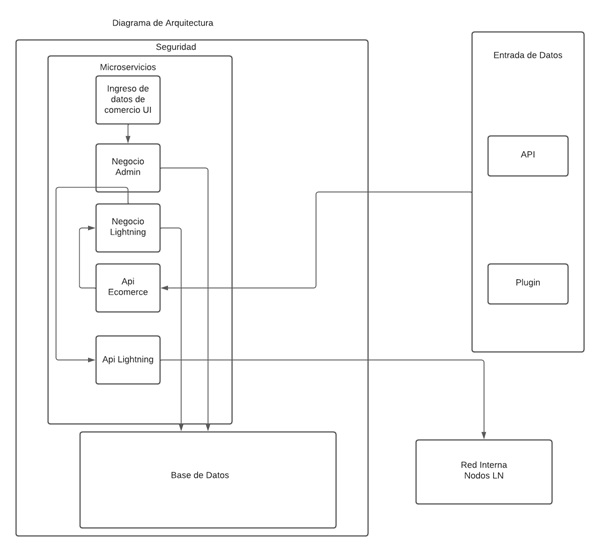 Diagrama de Arquitectura
Seguridad
Microservicios
Ingreso de
datos de
comercio UI
Negocio
Admin
Negocio
Lightning
Api
Ecomerce
Api Lightning
Base de Datos
Entrada de Datos
API
Plugin
Red Interna
Nodos LN